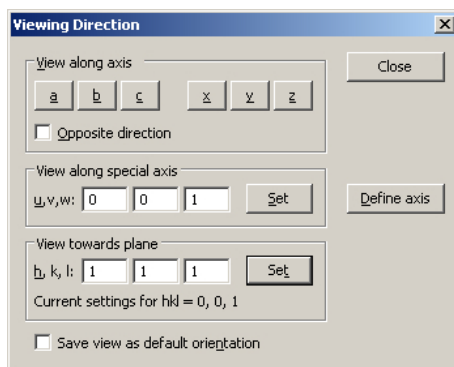 Viewing Direction
View along axis
a b c x y z
Close
Opposite direction
View along special axis
u,v,w: 0 0 1 Set
Define axis
View towards plane
h, k, l: 1 1 1 Set
Current settings for hkl = 0, 0, 1
Save view as default orientation